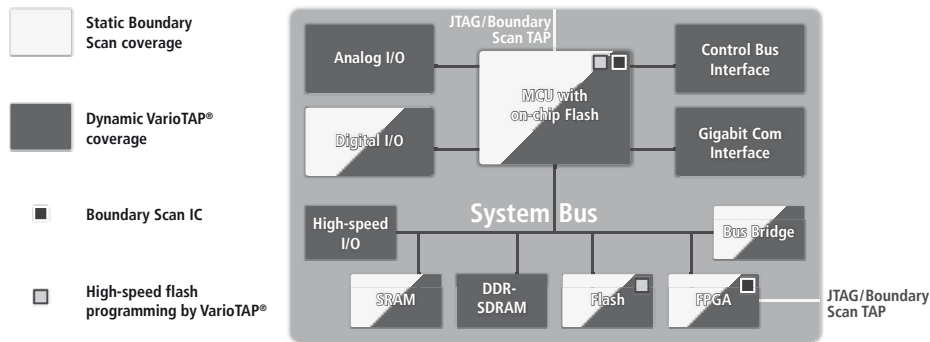 Static Boundary
Scan coverage
Dynamic VarioTAP®
coverage
Boundary Scan IC
High-speed flash
programming by VarioTAP®
JTAG/Boundary
Scan TAP
Analog I/O
MCU with
on-chip Flash
Control Bus
Interface
Digital I/O
Gigabit Com
Interface
System Bus
High-speed
I/O
Bus Bridge
SRAM
DDR-
SDRAM
Flash
FPGA
JTAG/Boundary
Scan TAP